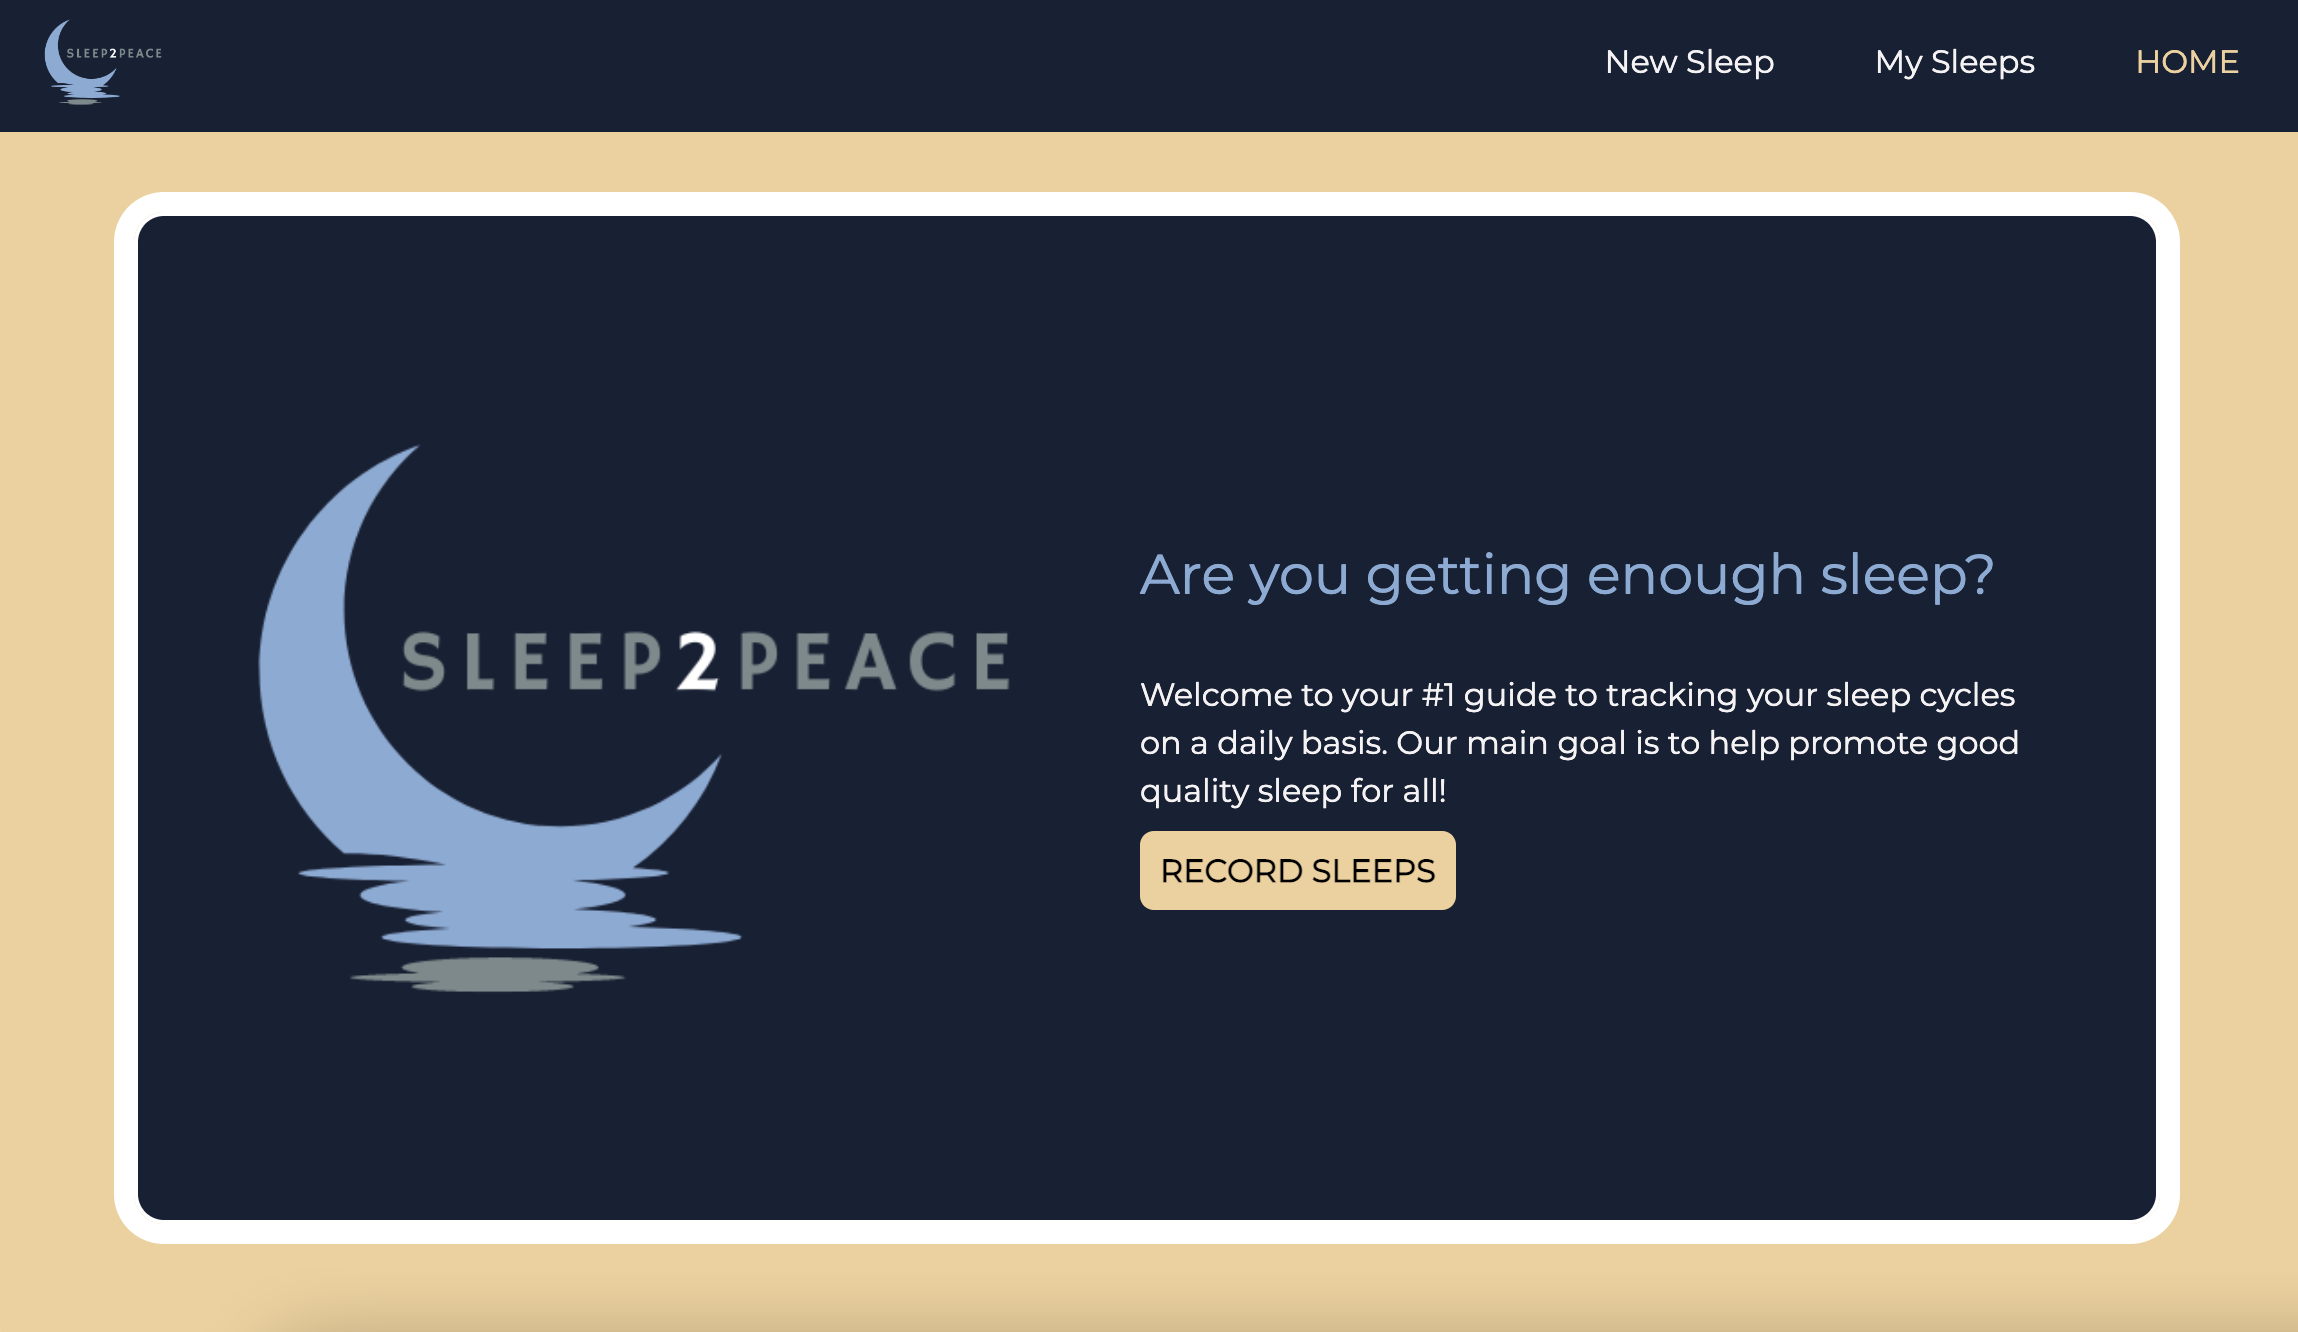 SLEEP2PEACE
New Sleep
My Sleeps
HOME
SLEEP2PEACE
Are you getting enough sleep?
Welcome to your #1 guide to tracking your sleep cycles
on a daily basis. Our main goal is to help promote good
quality sleep for all!
RECORD SLEEPS